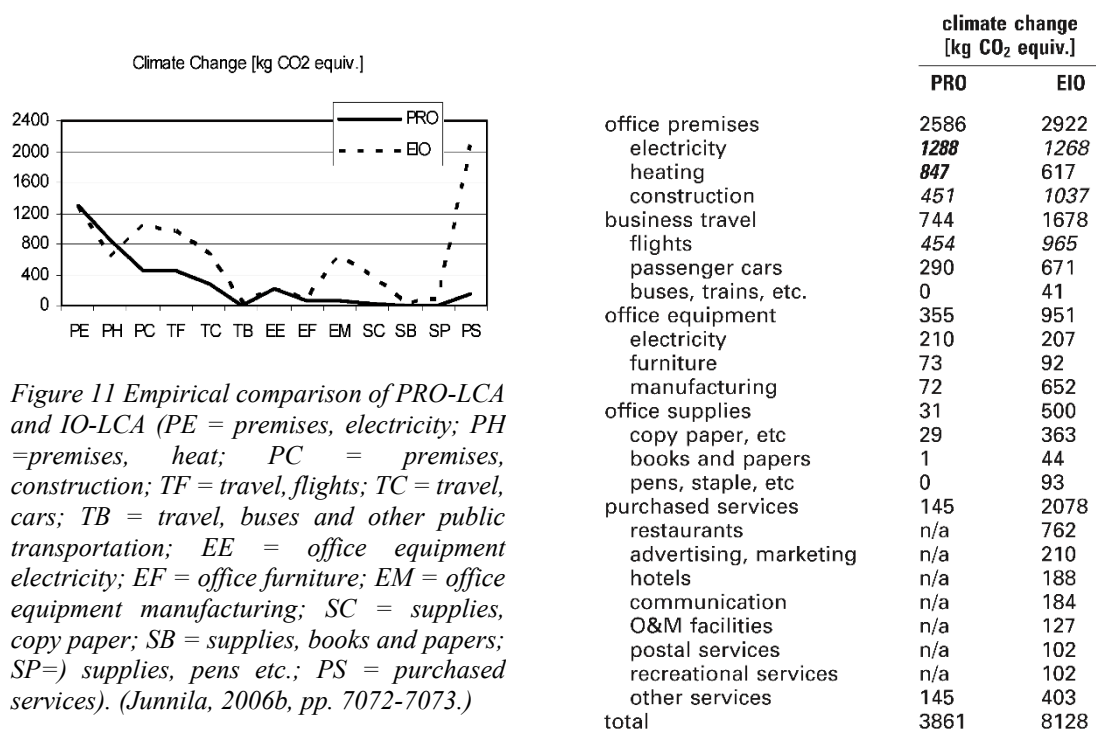 Climate Change [kg CO2 equiv.]
2400
2000
1600
1200
800
400
0
PRO
EIO
PE PH PC TF TC TB EE EF EM SC SB SP PS
Figure 11 Empirical comparison of PRO-LCA
and IO-LCA (PE = premises, electricity; PH
=premises, heat; PC = premises,
construction; TF = travel, flights; TC = travel,
cars; TB = travel, buses and other public
transportation; EE = office equipment
electricity; EF = office furniture; EM = office
equipment manufacturing; SC = supplies,
copy paper; SB = supplies, books and papers;
SP=) supplies, pens etc.; PS = purchased
services). (Junnila, 2006b, pp. 7072-7073.)
climate change
[kg CO₂ equiv.]
PRO EIO
office premises 2586 2922
electricity 1288 1268
heating 847 617
construction 451 1037
business travel 744 1678
flights 454 965
passenger cars 290 671
buses, trains, etc. 0 41
office equipment 355 951
electricity 210 207
furniture 73 92
manufacturing 72 652
office supplies 31 500
copy paper, etc 29 363
books and papers 1 44
pens, staple, etc 0 93
purchased services 145 2078
restaurants n/a 762
advertising, marketing n/a 210
hotels n/a 188
communication n/a 184
O&M facilities n/a 127
postal services n/a 102
recreational services n/a 102
other services 145 403
total 3861 8128